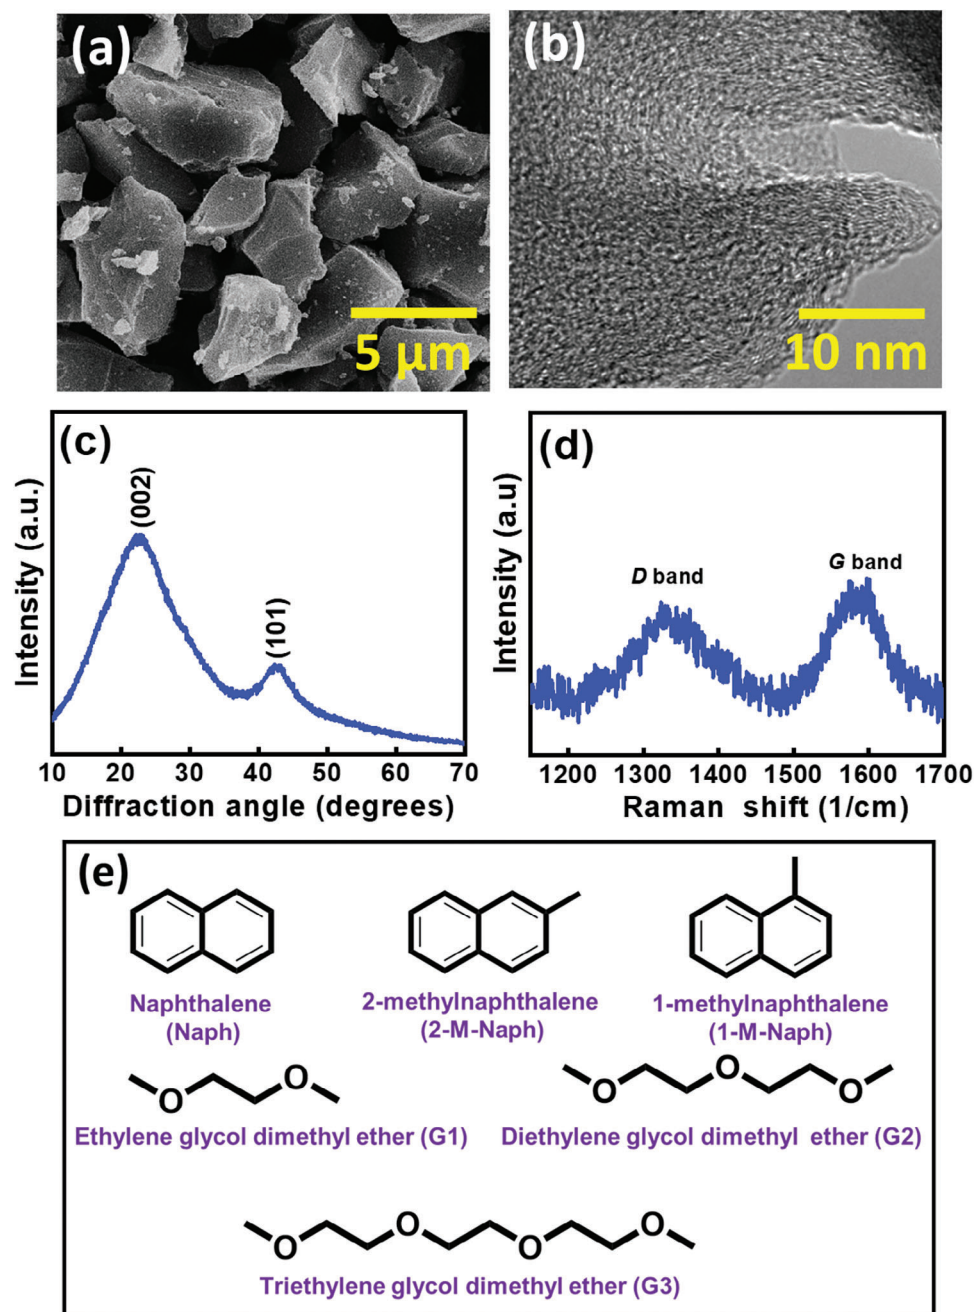 (a)
5 µm
(b)
10 nm
(c)
Intensity (a.u.)
(002)
(101)
10 20 30 40 50 60 70
Diffraction angle (degrees)
(d)
Intensity (a.u)
D band
G band
1200 1300 1400 1500 1600 1700
Raman shift (1/cm)
(e)
Naphthalene
(Naph)
2-methylnaphthalene
(2-M-Naph)
1-methylnaphthalene
(1-M-Naph)
O O
Ethylene glycol dimethyl ether (G1)
O O O
Diethylene glycol dimethyl ether (G2)
O O O O
Triethylene glycol dimethyl ether (G3)